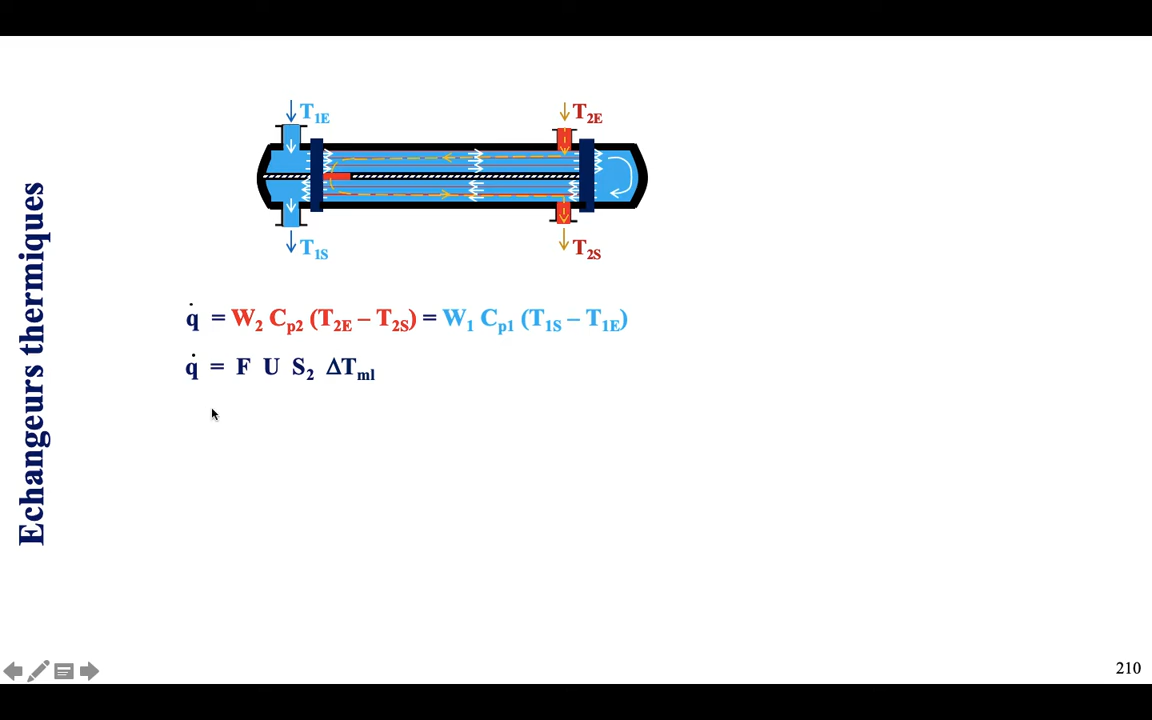 Echangeurs thermiques
T1E
T2E
T1S
T2S
q̇ = W2 Cp2 (T2E – T2S) = W1 Cp1 (T1S – T1E)
q̇ = F U S2 ΔTml
210